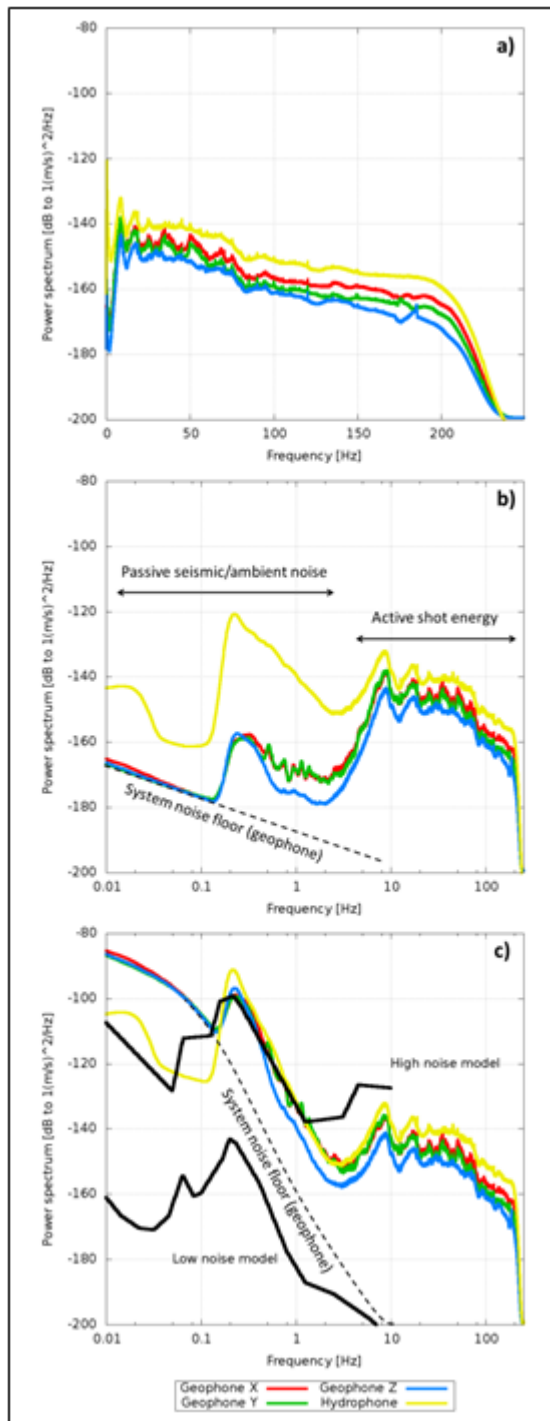 a)
-80
-100
-120
-140
-160
-180
-200
Power spectrum [dB to 1(m/s)^2/Hz]
0 50 100 150 200
Frequency [Hz]
b)
-80
-100
-120
-140
-160
-180
-200
Power spectrum [dB to 1(m/s)^2/Hz]
Passive seismic/ambient noise
Active shot energy
System noise floor (geophone)
0.01 0.1 1 10 100
Frequency [Hz]
c)
-80
-100
-120
-140
-160
-180
-200
Power spectrum [dB to 1(m/s)^2/Hz]
High noise model
System noise floor (geophone)
Low noise model
0.01 0.1 1 10 100
Frequency [Hz]
Geophone X Geophone Z
Geophone Y Hydrophone